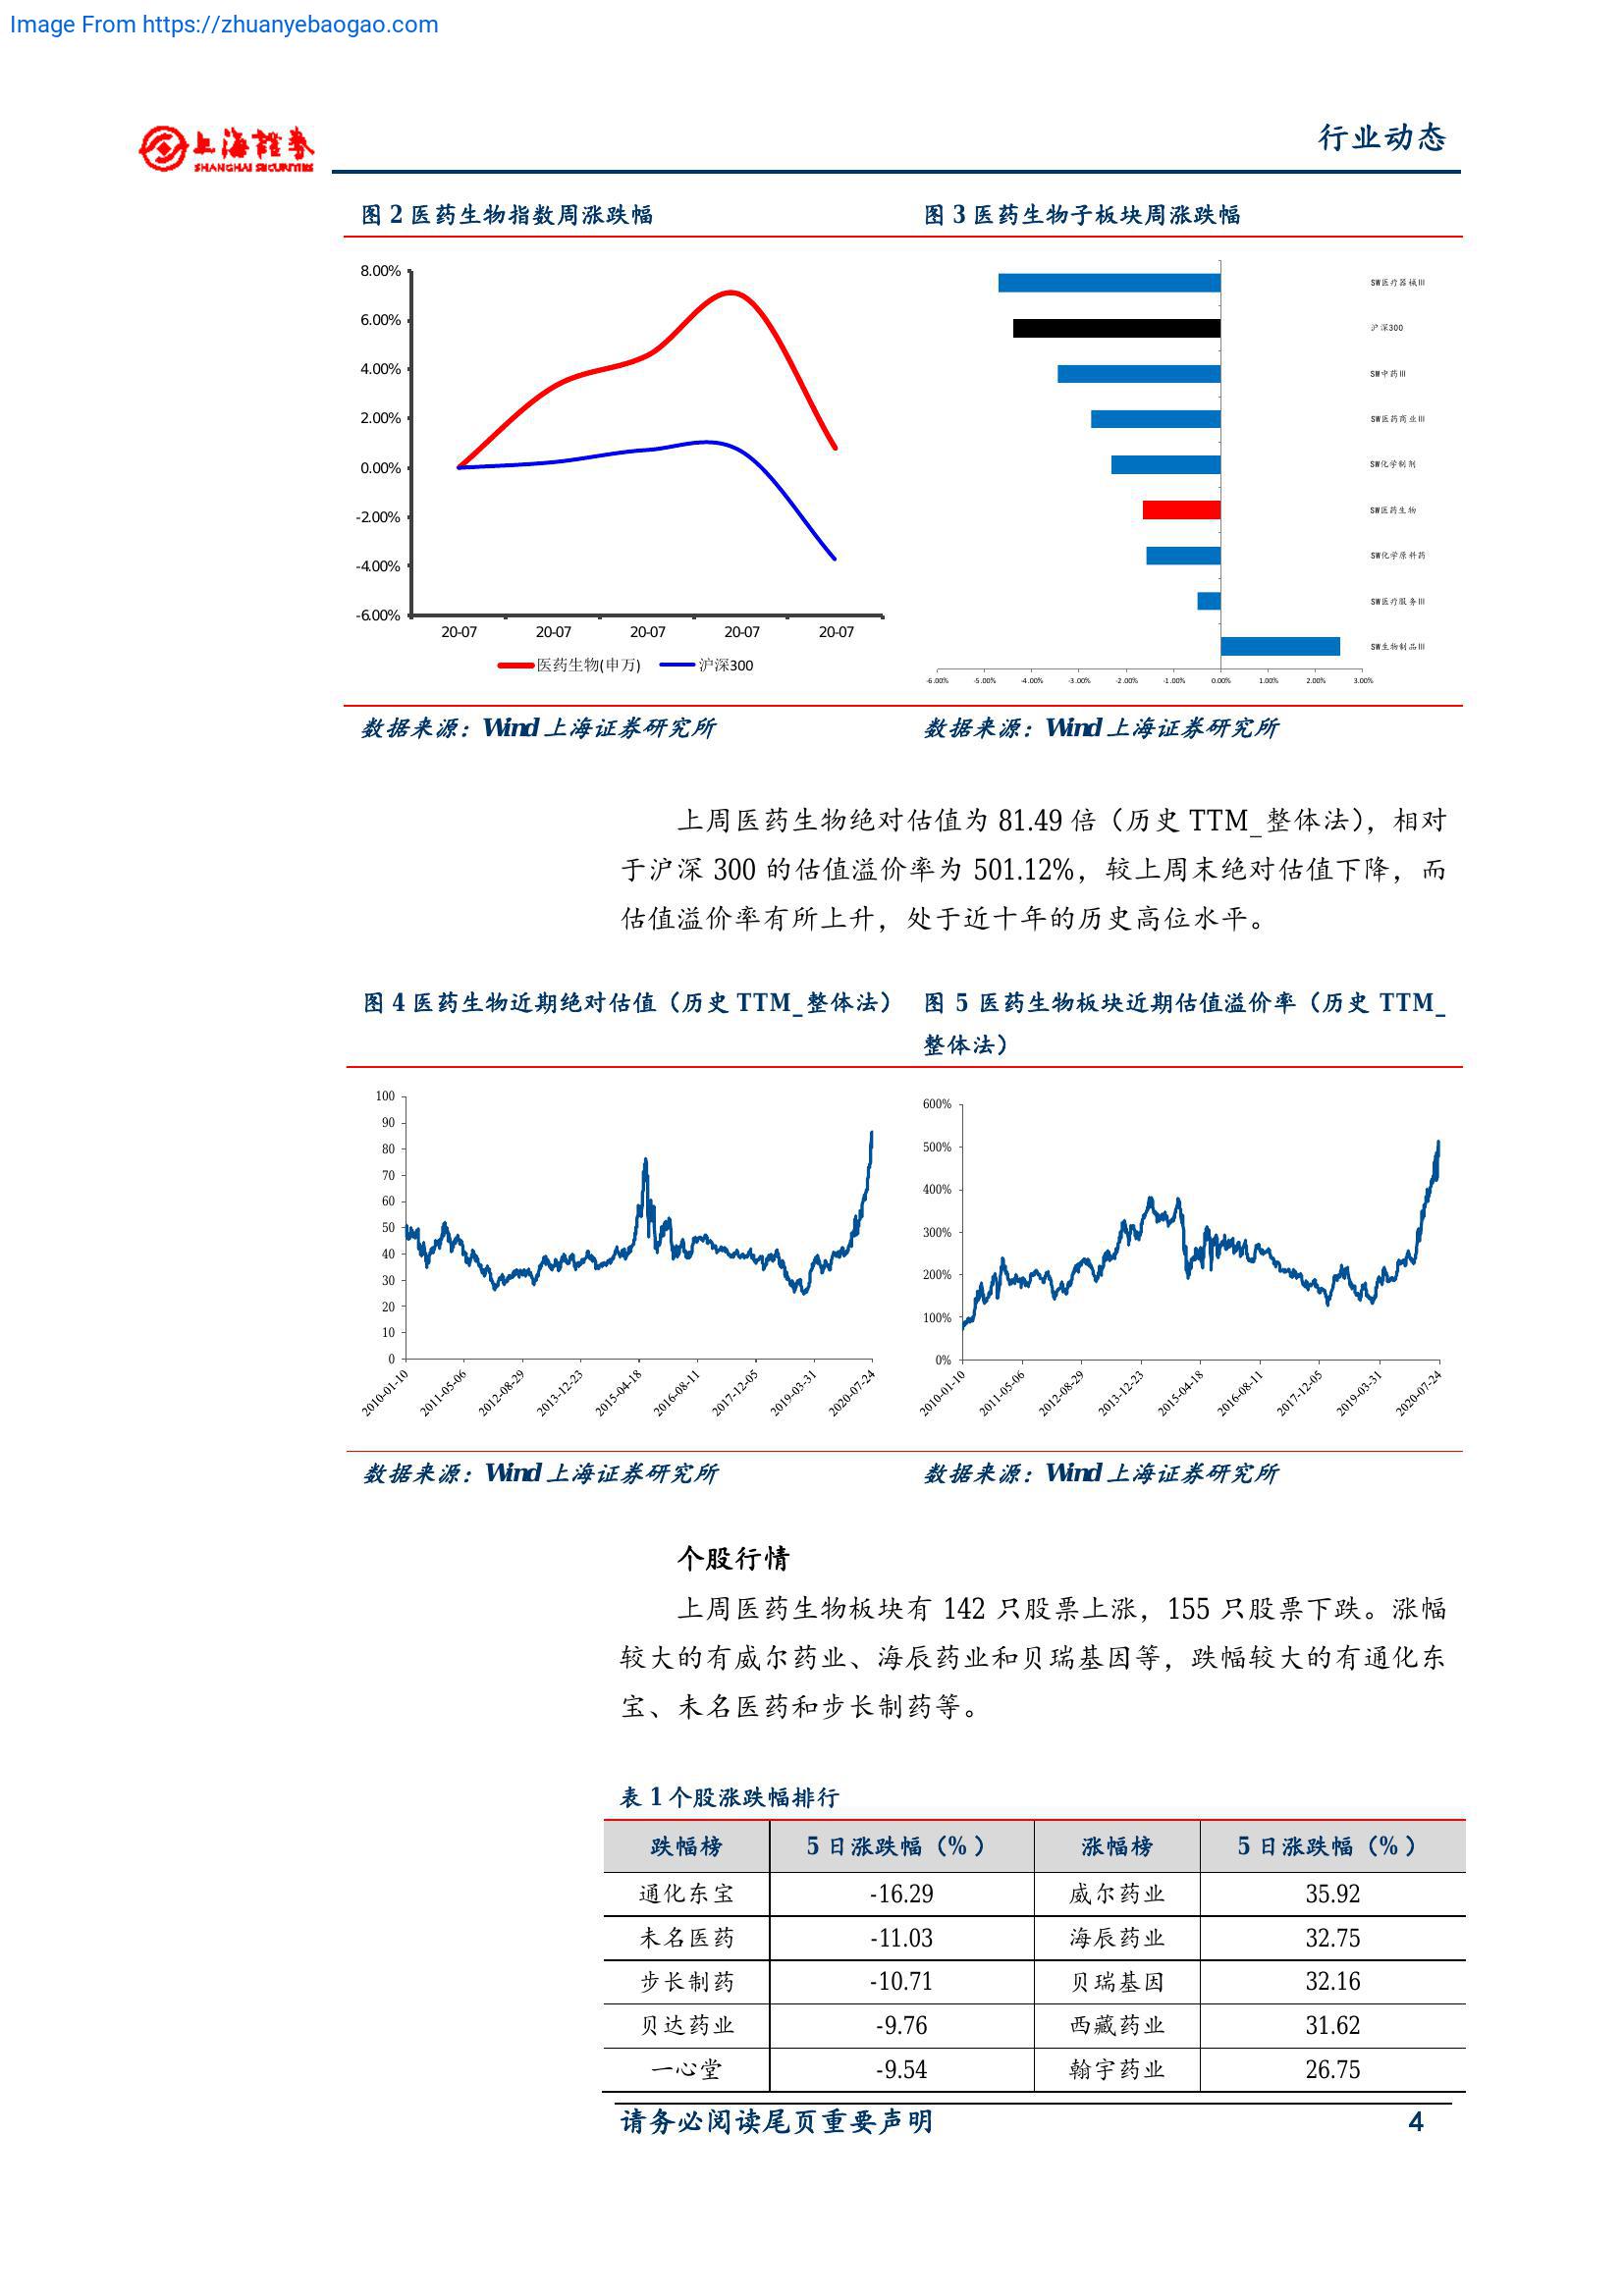 Image From https://zhuanyebaogao.com
上海證券
SHANGHAI SECURITIES
行业动态
图 2 医药生物指数周涨跌幅
8.00%
6.00%
4.00%
2.00%
0.00%
-2.00%
-4.00%
-6.00%
20-07 20-07 20-07 20-07 20-07
医药生物(申万) 沪深300
图 3 医药生物子板块周涨跌幅
SW医疗器械III
沪深300
SW中药III
SW医药商业III
SW化学制剂
SW医药生物
SW化学原料药
SW医疗服务III
SW生物制品III
-6.00% -5.00% -4.00% -3.00% -2.00% -1.00% 0.00% 1.00% 2.00% 3.00%
数据来源：Wind 上海证券研究所
数据来源：Wind 上海证券研究所
上周医药生物绝对估值为 81.49 倍（历史 TTM_整体法），相对
于沪深 300 的估值溢价率为 501.12%，较上周末绝对估值下降，而
估值溢价率有所上升，处于近十年的历史高位水平。
图 4 医药生物近期绝对估值（历史 TTM_整体法）
100
90
80
70
60
50
40
30
20
10
0
2010-01-10 2011-05-06 2012-08-29 2013-12-23 2015-04-18 2016-08-11 2017-12-05 2019-03-31 2020-07-24
图 5 医药生物板块近期估值溢价率（历史 TTM_
整体法）
600%
500%
400%
300%
200%
100%
0%
2010-01-10 2011-05-06 2012-08-29 2013-12-23 2015-04-18 2016-08-11 2017-12-05 2019-03-31 2020-07-24
数据来源：Wind 上海证券研究所
数据来源：Wind 上海证券研究所
个股行情
上周医药生物板块有 142 只股票上涨，155 只股票下跌。涨幅
较大的有威尔药业、海辰药业和贝瑞基因等，跌幅较大的有通化东
宝、未名医药和步长制药等。
表 1 个股涨跌幅排行
跌幅榜 5 日涨跌幅（%） 涨幅榜 5 日涨跌幅（%）
通化东宝 -16.29 威尔药业 35.92
未名医药 -11.03 海辰药业 32.75
步长制药 -10.71 贝瑞基因 32.16
贝达药业 -9.76 西藏药业 31.62
一心堂 -9.54 翰宇药业 26.75
请务必阅读尾页重要声明 4